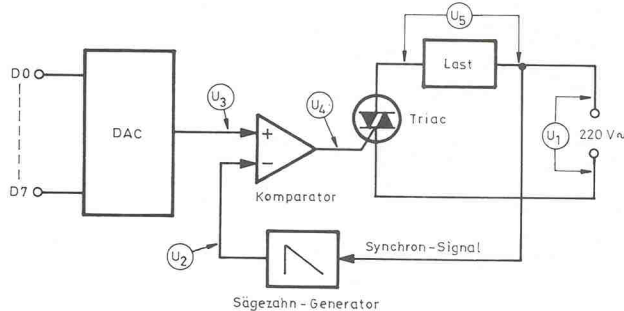 U5
D0
Last
U3
U4
DAC
Triac
U1
220 V~
+
−
D7
Komparator
U2
Synchron-Signal
Sägezahn-Generator